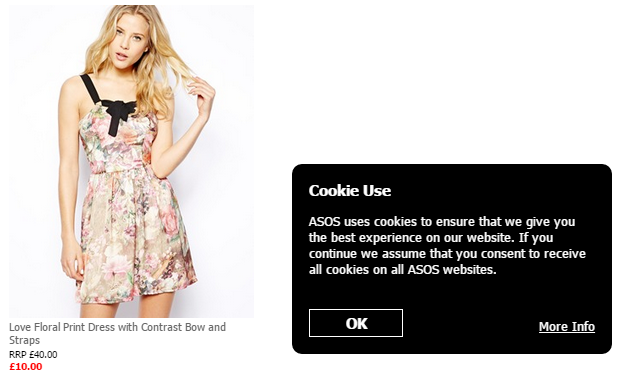 Love Floral Print Dress with Contrast Bow and
Straps
RRP £40.00
£10.00
Cookie Use
ASOS uses cookies to ensure that we give you
the best experience on our website. If you
continue we assume that you consent to receive
all cookies on all ASOS websites.
OK
More Info